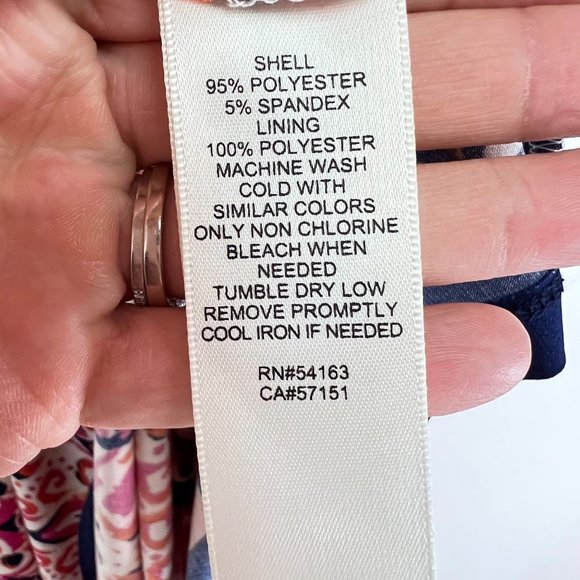 SHELL
95% POLYESTER
5% SPANDEX
LINING
100% POLYESTER
MACHINE WASH
COLD WITH
SIMILAR COLORS
ONLY NON CHLORINE
BLEACH WHEN
NEEDED
TUMBLE DRY LOW
REMOVE PROMPTLY
COOL IRON IF NEEDED
RN#54163
CA#57151